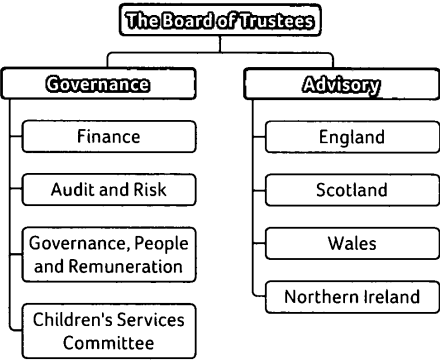 The Board of Trustees
Governance
Finance
Audit and Risk
Governance, People
and Remuneration
Children's Services
Committee
Advisory
England
Scotland
Wales
Northern Ireland